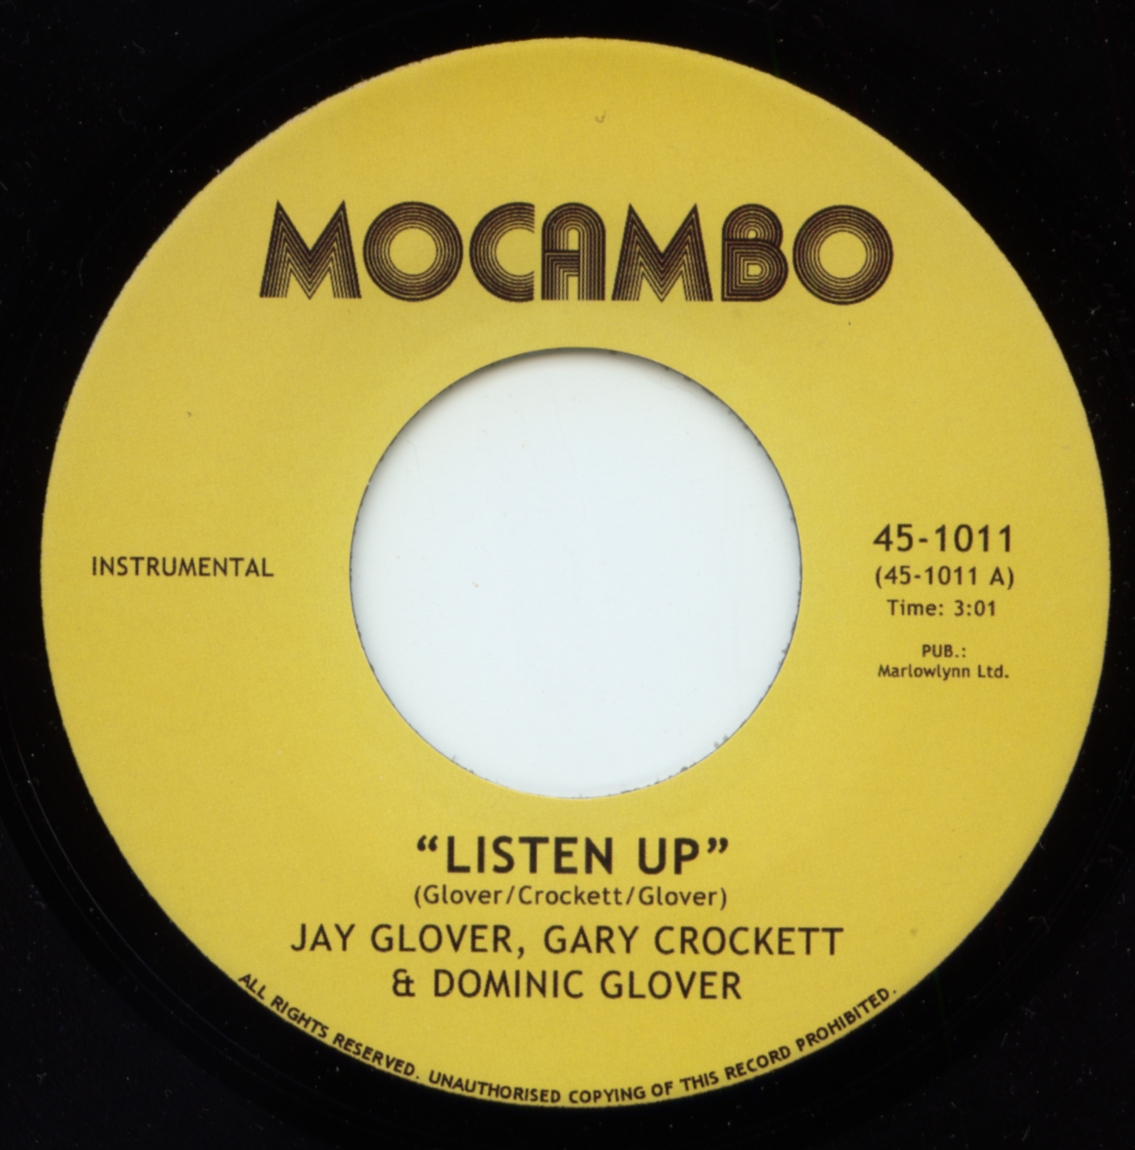 MOCAMBO
INSTRUMENTAL
45-1011
(45-1011 A)
Time: 3:01
PUB.:
Marlowlynn Ltd.
“LISTEN UP”
(Glover/Crockett/Glover)
JAY GLOVER, GARY CROCKETT
& DOMINIC GLOVER
ALL RIGHTS RESERVED. UNAUTHORISED COPYING OF THIS RECORD PROHIBITED.